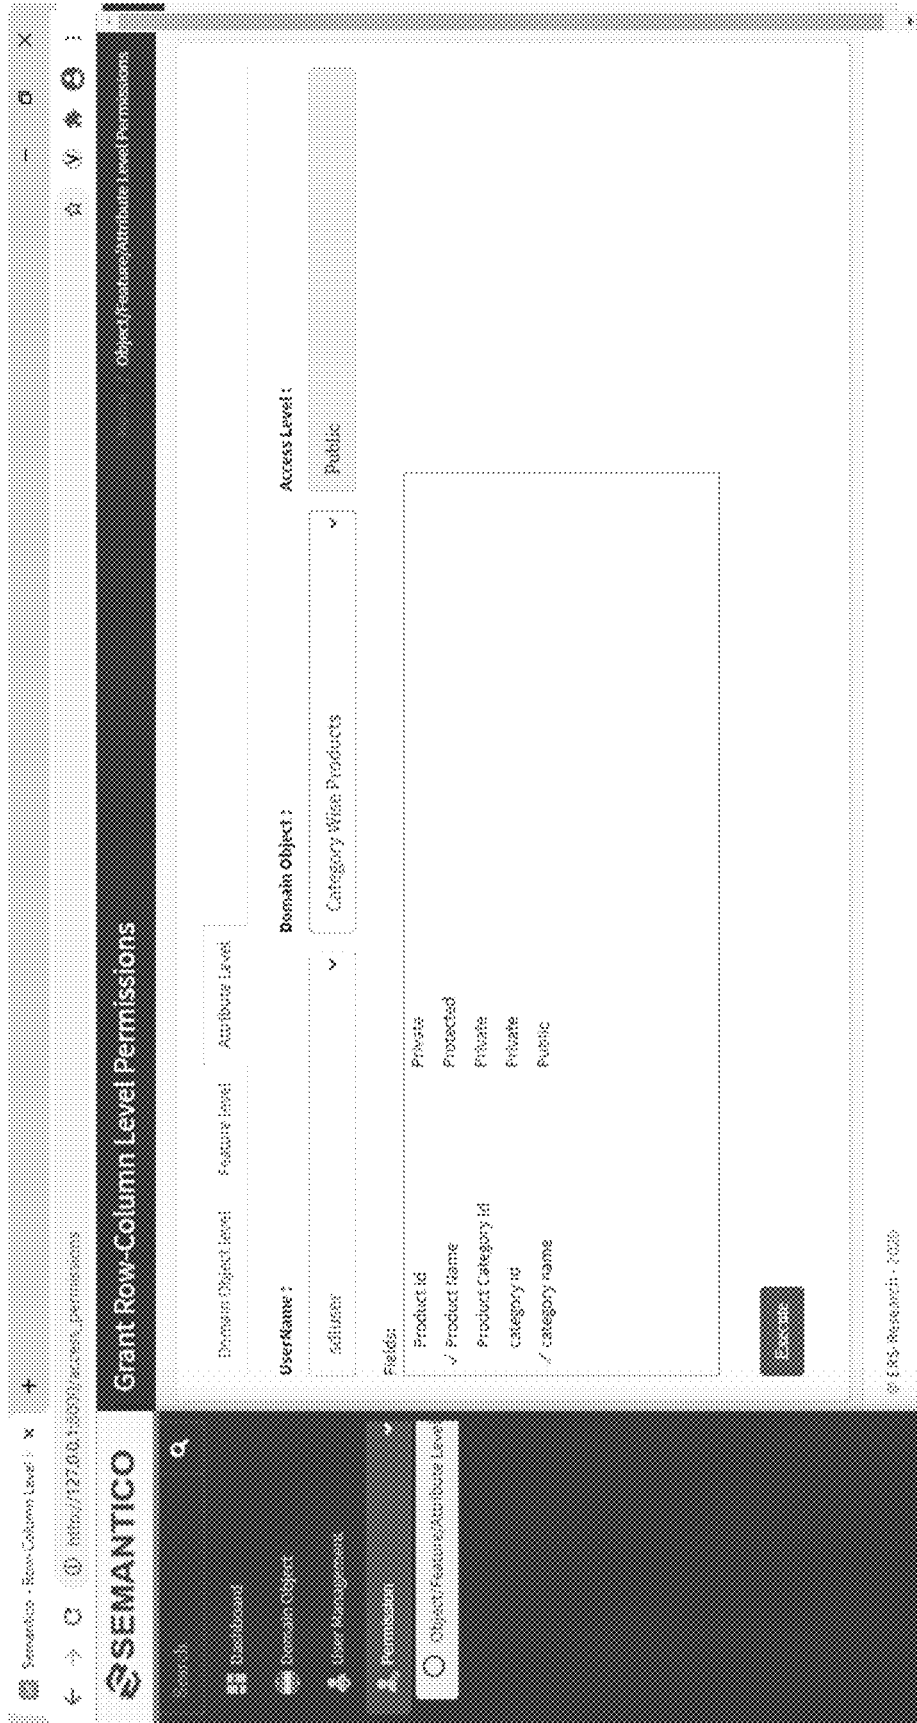 Semantico - Row-Column Level
SEMANTICO
Grant Row-Column Level Permissions
Object/Feature/Attribute Level Permissions
Search
Dashboard
Domain Object
User Management
Permission
Object/Feature/Attribute Level
Domain Object level
Feature level
Attribute Level
UserName :
Domain Object :
Access Level :
Category Wise Products
Public
Fields:
Product id Private
✓ Product Name Protected
Product Category id Private
category id Private
✓ category name Public
© ERS-Research - 2020